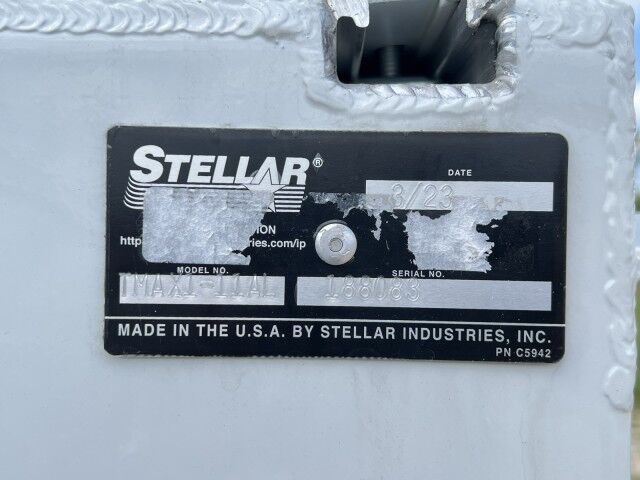 STELLAR®
DATE
3/23
ION
http
ries.com/ip
MODEL NO.
SERIAL NO.
TMAX1-11AL
188083
MADE IN THE U.S.A. BY STELLAR INDUSTRIES, INC.
PN C5942